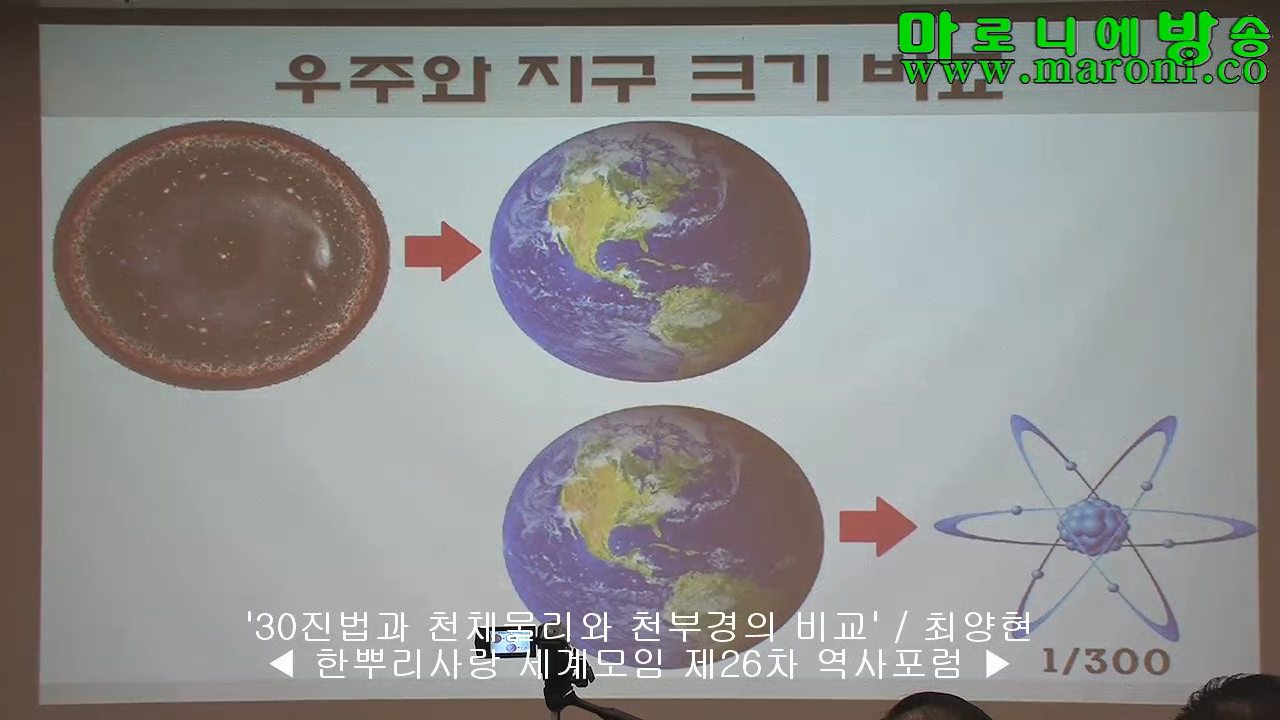 마로니에방송
www.maroni.co
우주와 지구 크기 비교
'30진법과 천체물리와 천부경의 비교' / 최양현
◀ 한뿌리사랑 세계모임 제26차 역사포럼 ▶
1/300